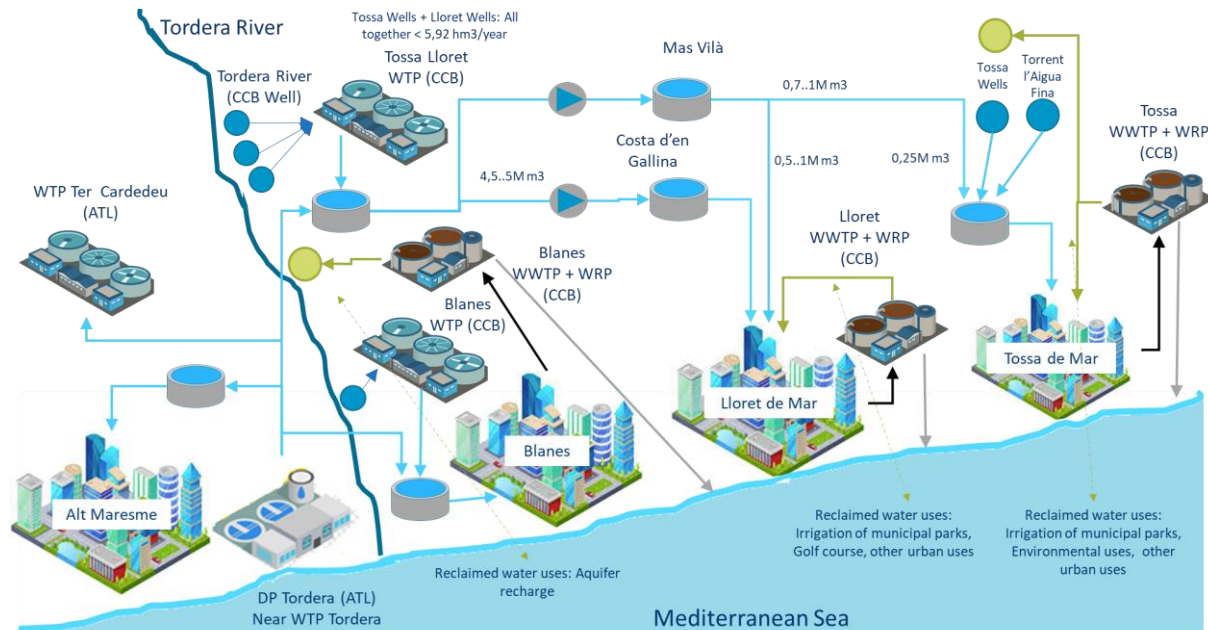 Tordera River
Tossa Wells + Lloret Wells: All
together < 5,92 hm3/year
Tossa Lloret
WTP (CCB)
Tordera River
(CCB Well)
Mas Vilà
0,7..1M m3
Tossa
Wells
Torrent
l'Aigua
Fina
Tossa
WWTP + WRP
(CCB)
Costa d'en
Gallina
4,5..5M m3
0,5..1M m3
0,25M m3
WTP Ter Cardedeu
(ATL)
Blanes
WWTP + WRP
(CCB)
Lloret
WWTP + WRP
(CCB)
Blanes
WTP (CCB)
Tossa de Mar
Lloret de Mar
Blanes
Alt Maresme
Reclaimed water uses: Aquifer
recharge
Reclaimed water uses:
Irrigation of municipal parks,
Golf course, other urban uses
Reclaimed water uses:
Irrigation of municipal parks,
Environmental uses, other
urban uses
DP Tordera (ATL)
Near WTP Tordera
Mediterranean Sea